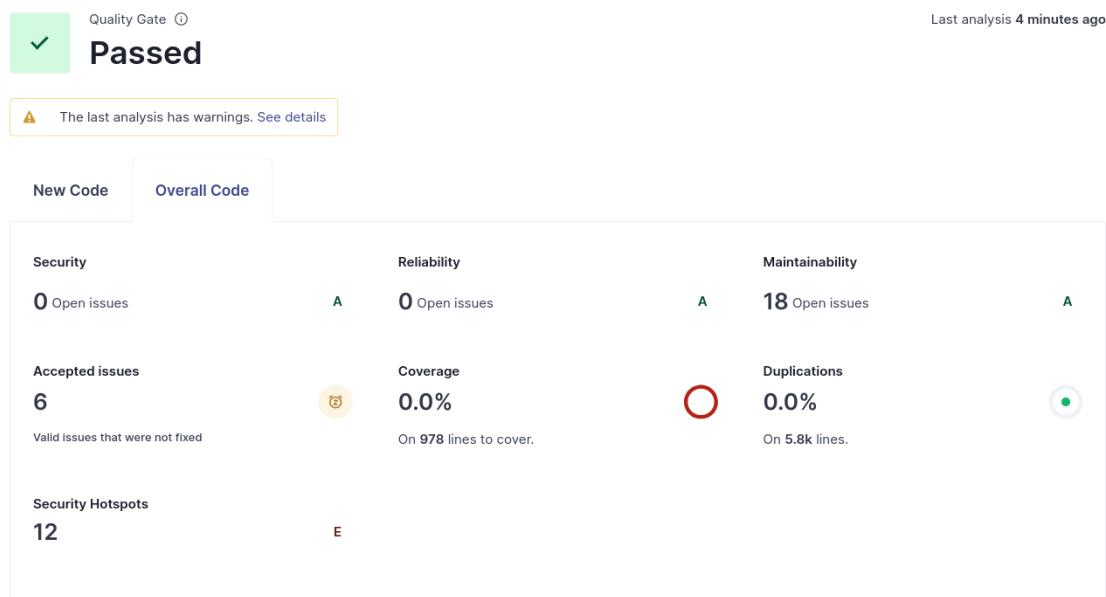 Quality Gate
Last analysis 4 minutes ago
Passed
The last analysis has warnings. See details
New Code
Overall Code
Security
Reliability
Maintainability
0 Open issues
A
0 Open issues
A
18 Open issues
A
Accepted issues
Coverage
Duplications
6
0.0%
0.0%
Valid issues that were not fixed
On 978 lines to cover.
On 5.8k lines.
Security Hotspots
12
E